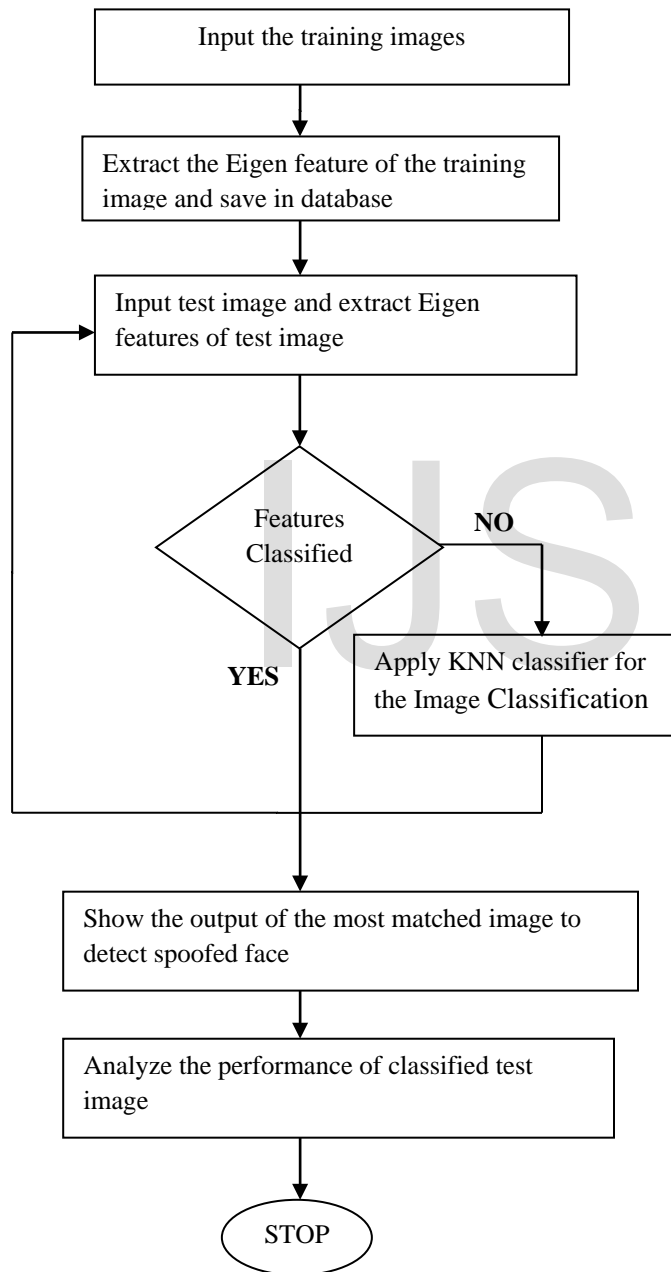 Input the training images
Extract the Eigen feature of the training
image and save in database
Input test image and extract Eigen
features of test image
Features
Classified
NO
Apply KNN classifier for
the Image Classification
YES
Show the output of the most matched image to
detect spoofed face
Analyze the performance of classified test
image
STOP
IJS